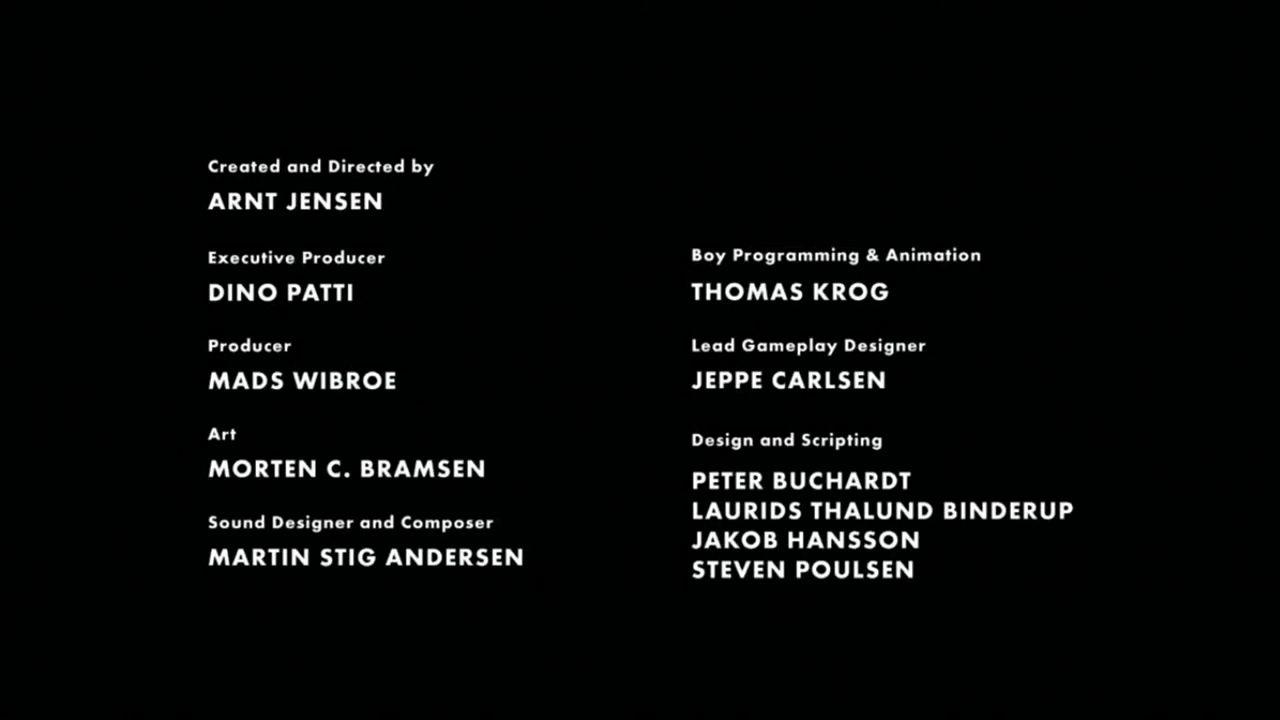 Created and Directed by
ARNT JENSEN
Executive Producer
DINO PATTI
Producer
MADS WIBROE
Art
MORTEN C. BRAMSEN
Sound Designer and Composer
MARTIN STIG ANDERSEN
Boy Programming & Animation
THOMAS KROG
Lead Gameplay Designer
JEPPE CARLSEN
Design and Scripting
PETER BUCHARDT
LAURIDS THALUND BINDERUP
JAKOB HANSSON
STEVEN POULSEN